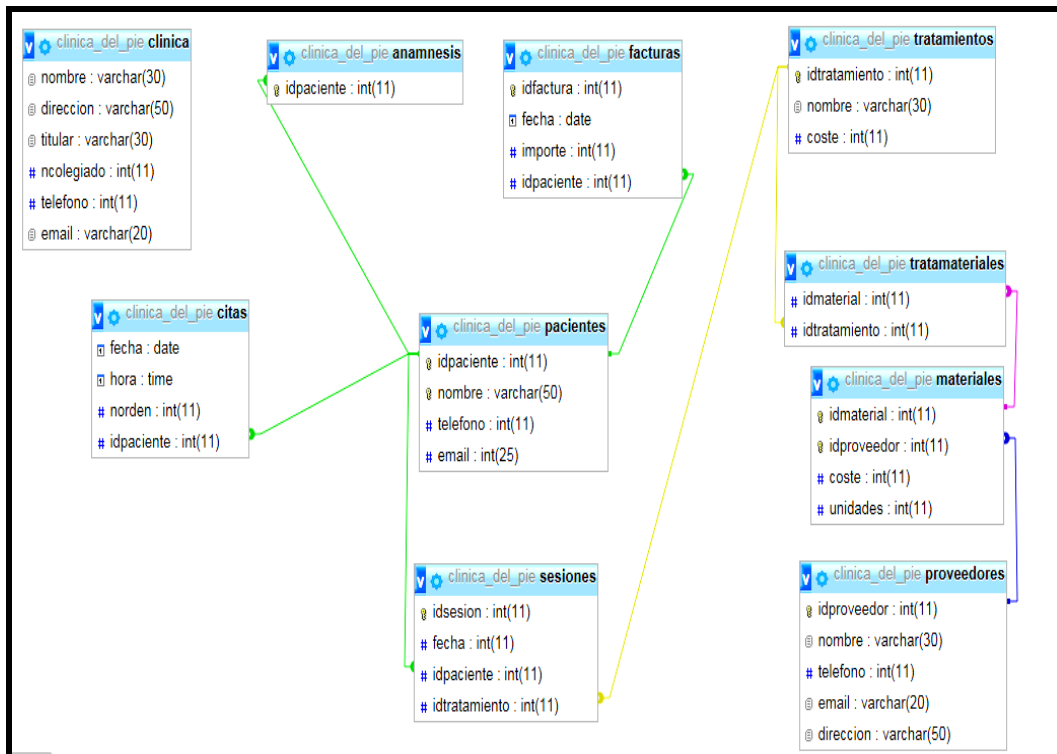 clinica_del_pie clinica
nombre : varchar(30)
direccion : varchar(50)
titular : varchar(30)
# ncolegiado : int(11)
# telefono : int(11)
email : varchar(20)
clinica_del_pie anamnesis
idpaciente : int(11)
clinica_del_pie facturas
idfactura : int(11)
fecha : date
# importe : int(11)
# idpaciente : int(11)
clinica_del_pie tratamientos
idtratamiento : int(11)
nombre : varchar(30)
# coste : int(11)
clinica_del_pie tratamateriales
# idmaterial : int(11)
# idtratamiento : int(11)
clinica_del_pie citas
fecha : date
hora : time
# norden : int(11)
# idpaciente : int(11)
clinica_del_pie pacientes
idpaciente : int(11)
nombre : varchar(50)
# telefono : int(11)
# email : int(25)
clinica_del_pie materiales
idmaterial : int(11)
idproveedor : int(11)
# coste : int(11)
# unidades : int(11)
clinica_del_pie sesiones
idsesion : int(11)
# fecha : int(11)
# idpaciente : int(11)
# idtratamiento : int(11)
clinica_del_pie proveedores
idproveedor : int(11)
nombre : varchar(30)
# telefono : int(11)
email : varchar(20)
direccion : varchar(50)